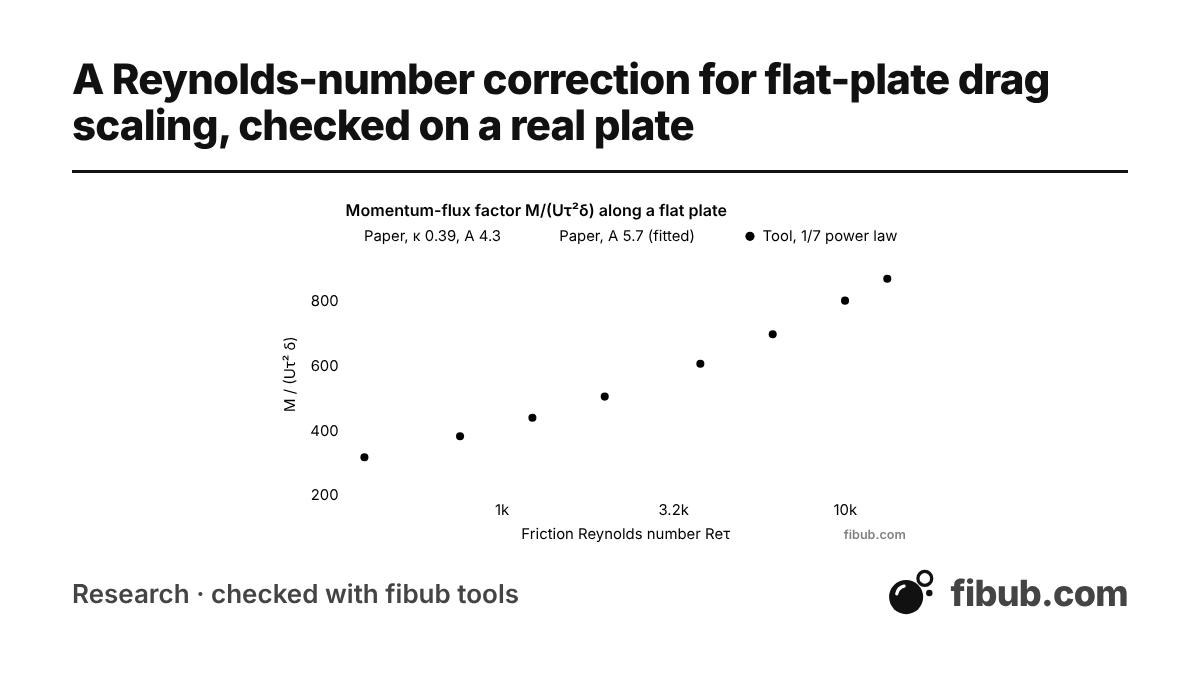 A Reynolds-number correction for flat-plate drag
scaling, checked on a real plate
Momentum-flux factor M/(Uτ²δ) along a flat plate
Paper, κ 0.39, A 4.3
Paper, A 5.7 (fitted)
Tool, 1/7 power law
800
600
400
200
M / (Uτ² δ)
1k
3.2k
10k
Friction Reynolds number Reτ
fibub.com
Research · checked with fibub tools
fibub.com